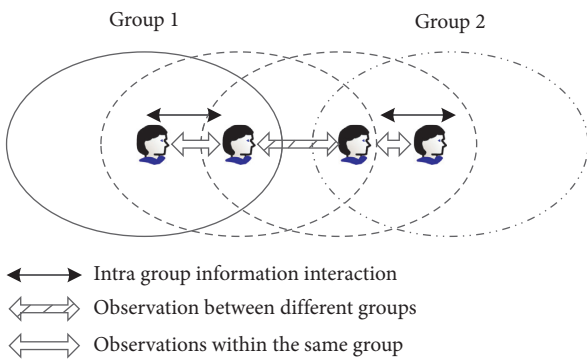 Group 1
Group 2
Intra group information interaction
Observation between different groups
Observations within the same group